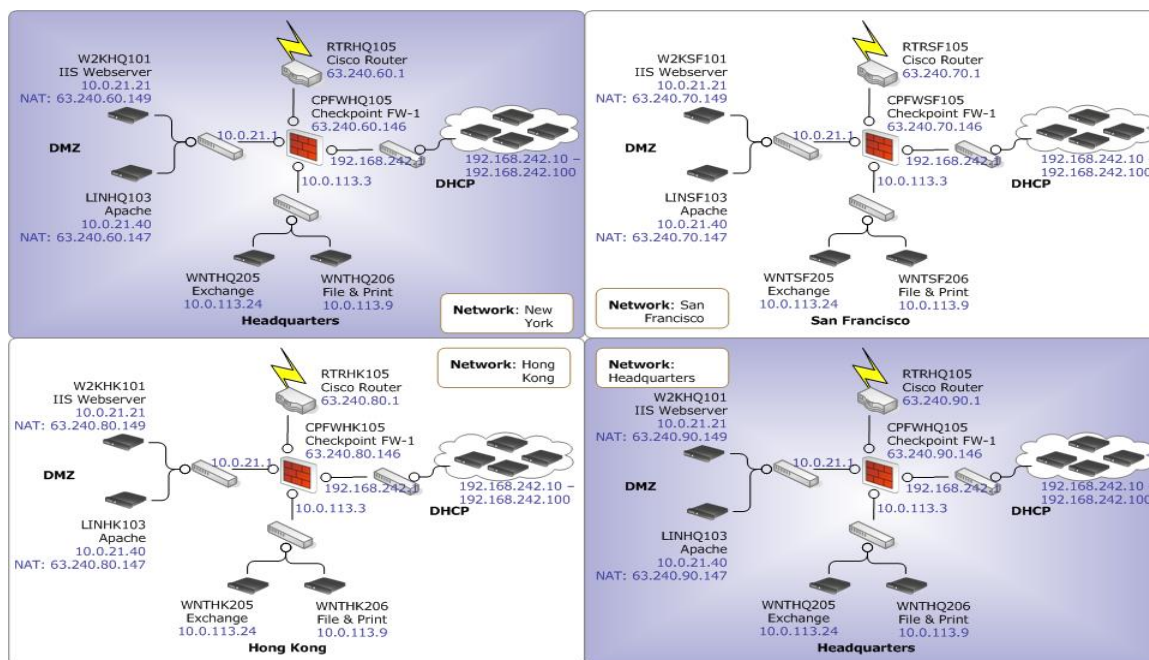 RTRHQ105
Cisco Router
63.240.60.1
W2KHQ101
IIS Webserver
10.0.21.21
NAT: 63.240.60.149
CPFWHQ105
Checkpoint FW-1
63.240.60.146
10.0.21.1
DMZ
192.168.242.1
192.168.242.10 –
192.168.242.100
DHCP
10.0.113.3
LINHQ103
Apache
10.0.21.40
NAT: 63.240.60.147
WNTHQ205
Exchange
10.0.113.24
WNTHQ206
File & Print
10.0.113.9
Headquarters
Network: New
York
RTRSF105
Cisco Router
63.240.70.1
W2KSF101
IIS Webserver
10.0.21.21
NAT: 63.240.70.149
CPFWSF105
Checkpoint FW-1
63.240.70.146
10.0.21.1
DMZ
192.168.242.1
192.168.242.10 –
192.168.242.100
DHCP
10.0.113.3
LINSF103
Apache
10.0.21.40
NAT: 63.240.70.147
WNTSF205
Exchange
10.0.113.24
WNTSF206
File & Print
10.0.113.9
Network: San
Francisco
San Francisco
Network: Hong
Kong
RTRHK105
Cisco Router
63.240.80.1
W2KHK101
IIS Webserver
10.0.21.21
NAT: 63.240.80.149
CPFWHK105
Checkpoint FW-1
63.240.80.146
10.0.21.1
DMZ
192.168.242.1
192.168.242.10 –
192.168.242.100
DHCP
10.0.113.3
LINHK103
Apache
10.0.21.40
NAT: 63.240.80.147
WNTHK205
Exchange
10.0.113.24
WNTHK206
File & Print
10.0.113.9
Hong Kong
Network:
Headquarters
RTRHQ105
Cisco Router
63.240.90.1
W2KHQ101
IIS Webserver
10.0.21.21
NAT: 63.240.90.149
CPFWHQ105
Checkpoint FW-1
63.240.90.146
10.0.21.1
DMZ
192.168.242.1
192.168.242.10 –
192.168.242.100
DHCP
10.0.113.3
LINHQ103
Apache
10.0.21.40
NAT: 63.240.90.147
WNTHQ205
Exchange
10.0.113.24
WNTHQ206
File & Print
10.0.113.9
Headquarters